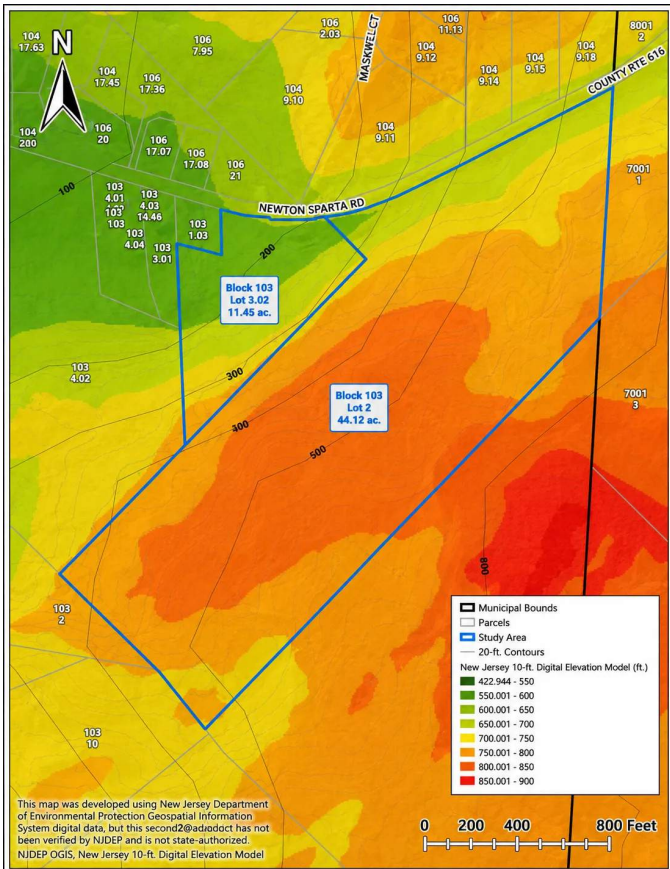 104
17.63
N
106
7.95
106
2.03
MASKWELCT
106
11.13
104
9.12
104
9.14
104
9.15
104
9.18
8001
2
COUNTY RTE 616
104
17.45
106
17.36
104
9.10
104
9.11
104
200
106
20
106
17.07
106
17.08
106
21
7001
1
100
103
4.01
103
103
4.03
14.46
103
4.04
103
3.01
103
1.03
NEWTON SPARTA RD
200
Block 103
Lot 3.02
11.45 ac.
103
4.02
300
400
Block 103
Lot 2
44.12 ac.
500
7001
3
800
103
2
103
10
Municipal Bounds
Parcels
Study Area
20-ft. Contours
New Jersey 10-ft. Digital Elevation Model (ft.)
422.944 - 550
550.001 - 600
600.001 - 650
650.001 - 700
700.001 - 750
750.001 - 800
800.001 - 850
850.001 - 900
This map was developed using New Jersey Department
of Environmental Protection Geospatial Information
System digital data, but this second2@adıadoct has not
been verified by NJDEP and is not state-authorized.
NJDEP OGIS, New Jersey 10-ft. Digital Elevation Model
0 200 400 800 Feet